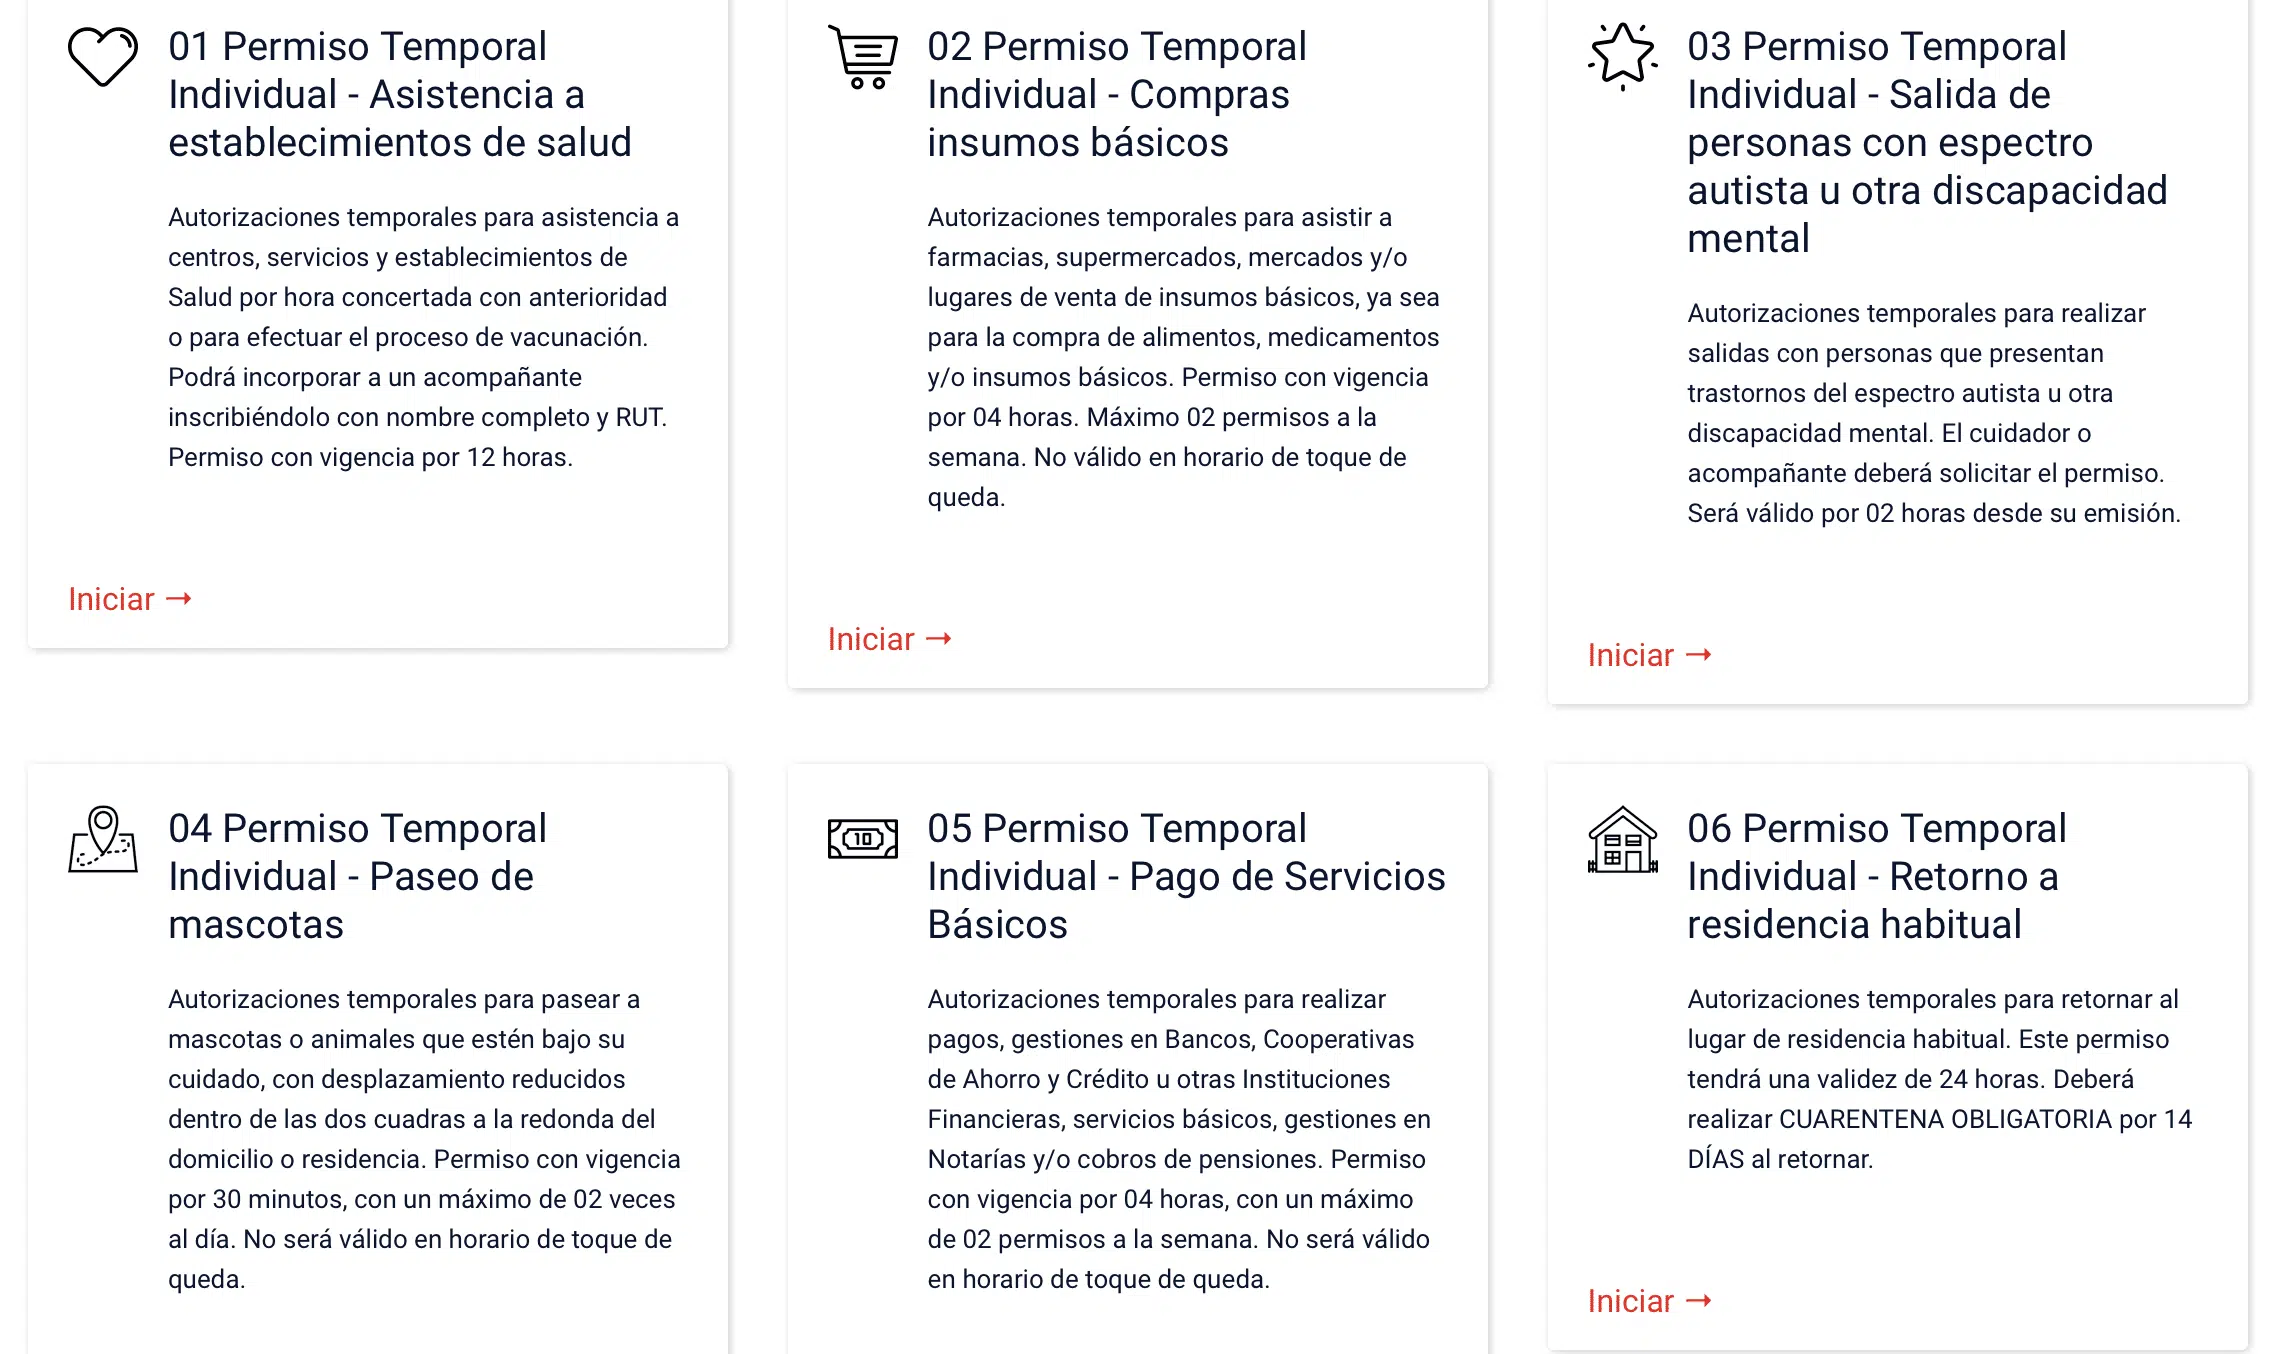 01 Permiso Temporal
Individual - Asistencia a
establecimientos de salud
Autorizaciones temporales para asistencia a
centros, servicios y establecimientos de
Salud por hora concertada con anterioridad
o para efectuar el proceso de vacunación.
Podrá incorporar a un acompañante
inscribiéndolo con nombre completo y RUT.
Permiso con vigencia por 12 horas.
Iniciar →
02 Permiso Temporal
Individual - Compras
insumos básicos
Autorizaciones temporales para asistir a
farmacias, supermercados, mercados y/o
lugares de venta de insumos básicos, ya sea
para la compra de alimentos, medicamentos
y/o insumos básicos. Permiso con vigencia
por 04 horas. Máximo 02 permisos a la
semana. No válido en horario de toque de
queda.
Iniciar →
03 Permiso Temporal
Individual - Salida de
personas con espectro
autista u otra discapacidad
mental
Autorizaciones temporales para realizar
salidas con personas que presentan
trastornos del espectro autista u otra
discapacidad mental. El cuidador o
acompañante deberá solicitar el permiso.
Será válido por 02 horas desde su emisión.
Iniciar →
04 Permiso Temporal
Individual - Paseo de
mascotas
Autorizaciones temporales para pasear a
mascotas o animales que estén bajo su
cuidado, con desplazamiento reducidos
dentro de las dos cuadras a la redonda del
domicilio o residencia. Permiso con vigencia
por 30 minutos, con un máximo de 02 veces
al día. No será válido en horario de toque de
queda.
10
05 Permiso Temporal
Individual - Pago de Servicios
Básicos
Autorizaciones temporales para realizar
pagos, gestiones en Bancos, Cooperativas
de Ahorro y Crédito u otras Instituciones
Financieras, servicios básicos, gestiones en
Notarías y/o cobros de pensiones. Permiso
con vigencia por 04 horas, con un máximo
de 02 permisos a la semana. No será válido
en horario de toque de queda.
06 Permiso Temporal
Individual - Retorno a
residencia habitual
Autorizaciones temporales para retornar al
lugar de residencia habitual. Este permiso
tendrá una validez de 24 horas. Deberá
realizar CUARENTENA OBLIGATORIA por 14
DÍAS al retornar.
Iniciar →